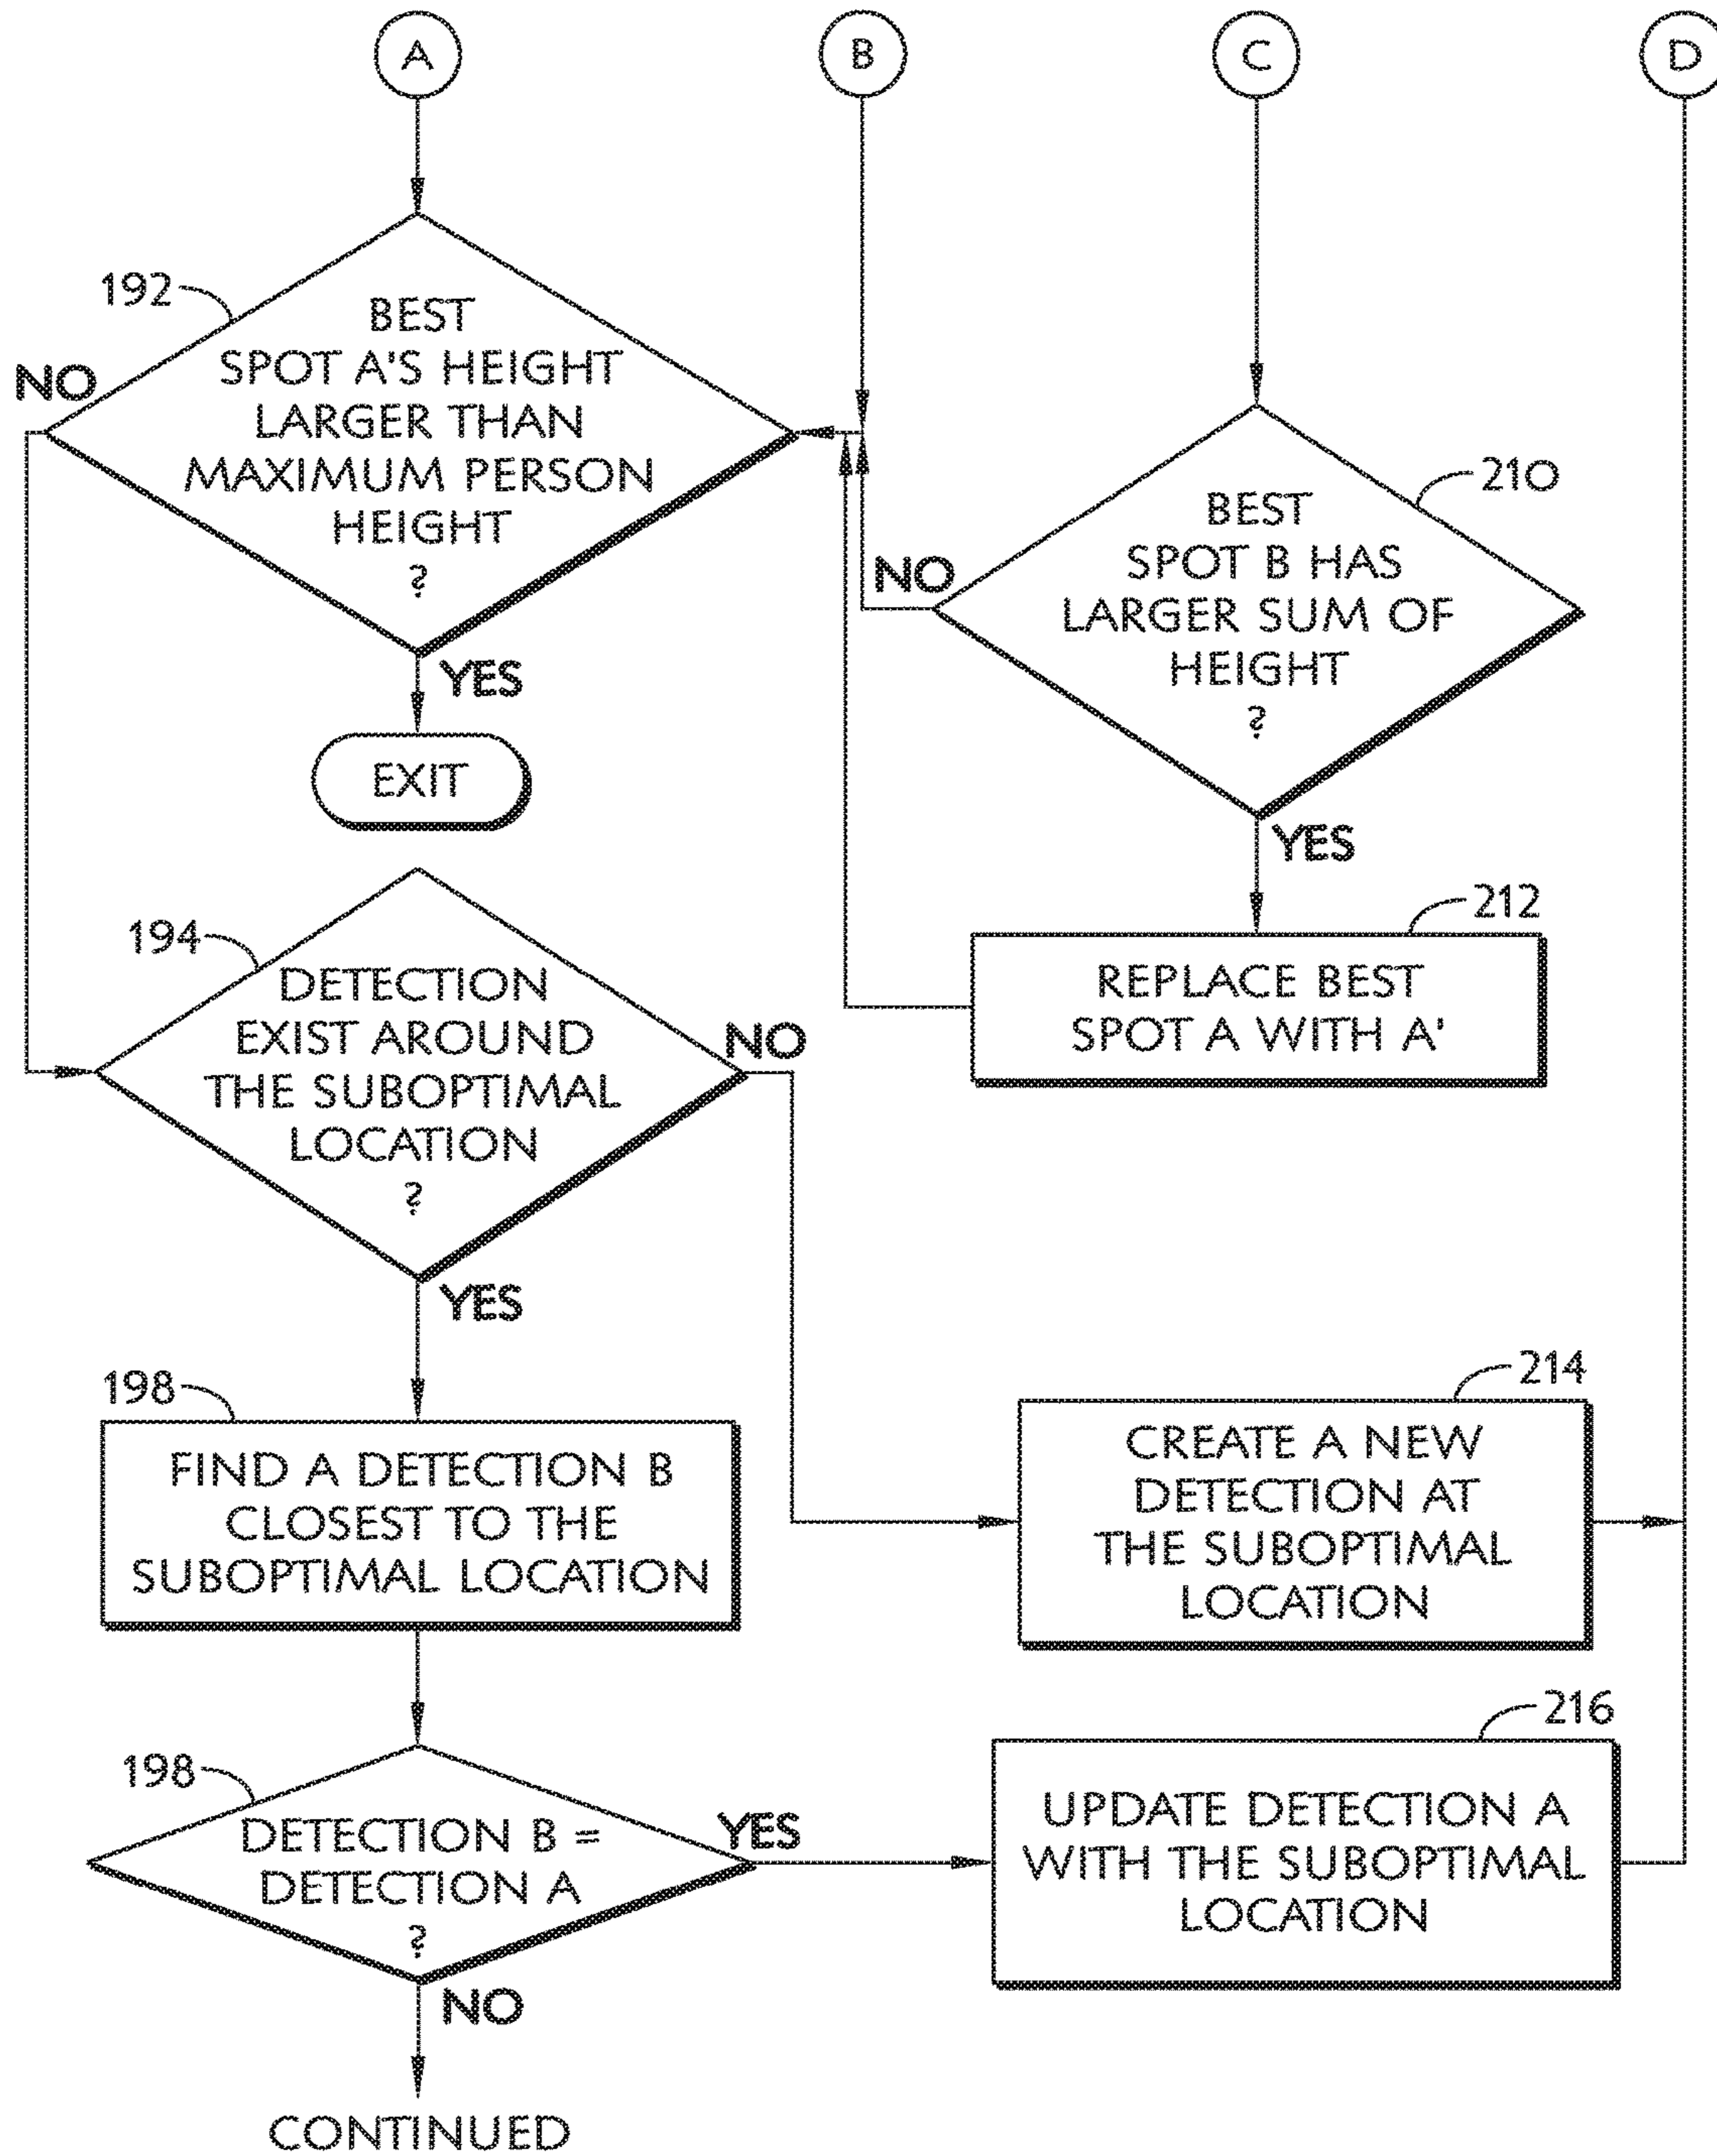 A
B
C
D
192
BEST
SPOT A'S HEIGHT
LARGER THAN
MAXIMUM PERSON
HEIGHT
?
NO
YES
EXIT
210
BEST
SPOT B HAS
LARGER SUM OF
HEIGHT
?
NO
YES
212
REPLACE BEST
SPOT A WITH A'
194
DETECTION
EXIST AROUND
THE SUBOPTIMAL
LOCATION
?
NO
YES
198
FIND A DETECTION B
CLOSEST TO THE
SUBOPTIMAL LOCATION
214
CREATE A NEW
DETECTION AT
THE SUBOPTIMAL
LOCATION
198
DETECTION B =
DETECTION A
?
YES
NO
216
UPDATE DETECTION A
WITH THE SUBOPTIMAL
LOCATION
CONTINUED